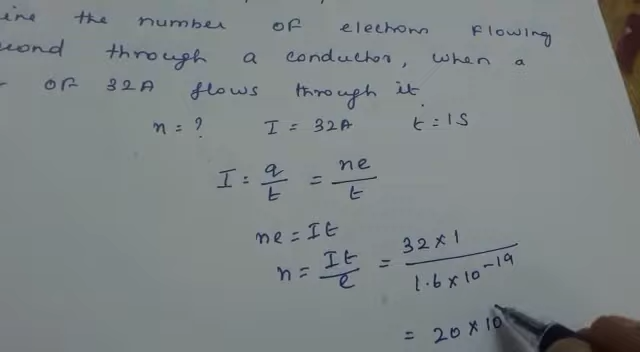 the number of electrons flowing
through a conductor, when a
of 32A flows through it.
n = ? I = 32A t = 1S
I = q/t = ne/t
ne = It
n = It/e = 32 × 1 / 1.6 × 10⁻¹⁹
= 20 × 10